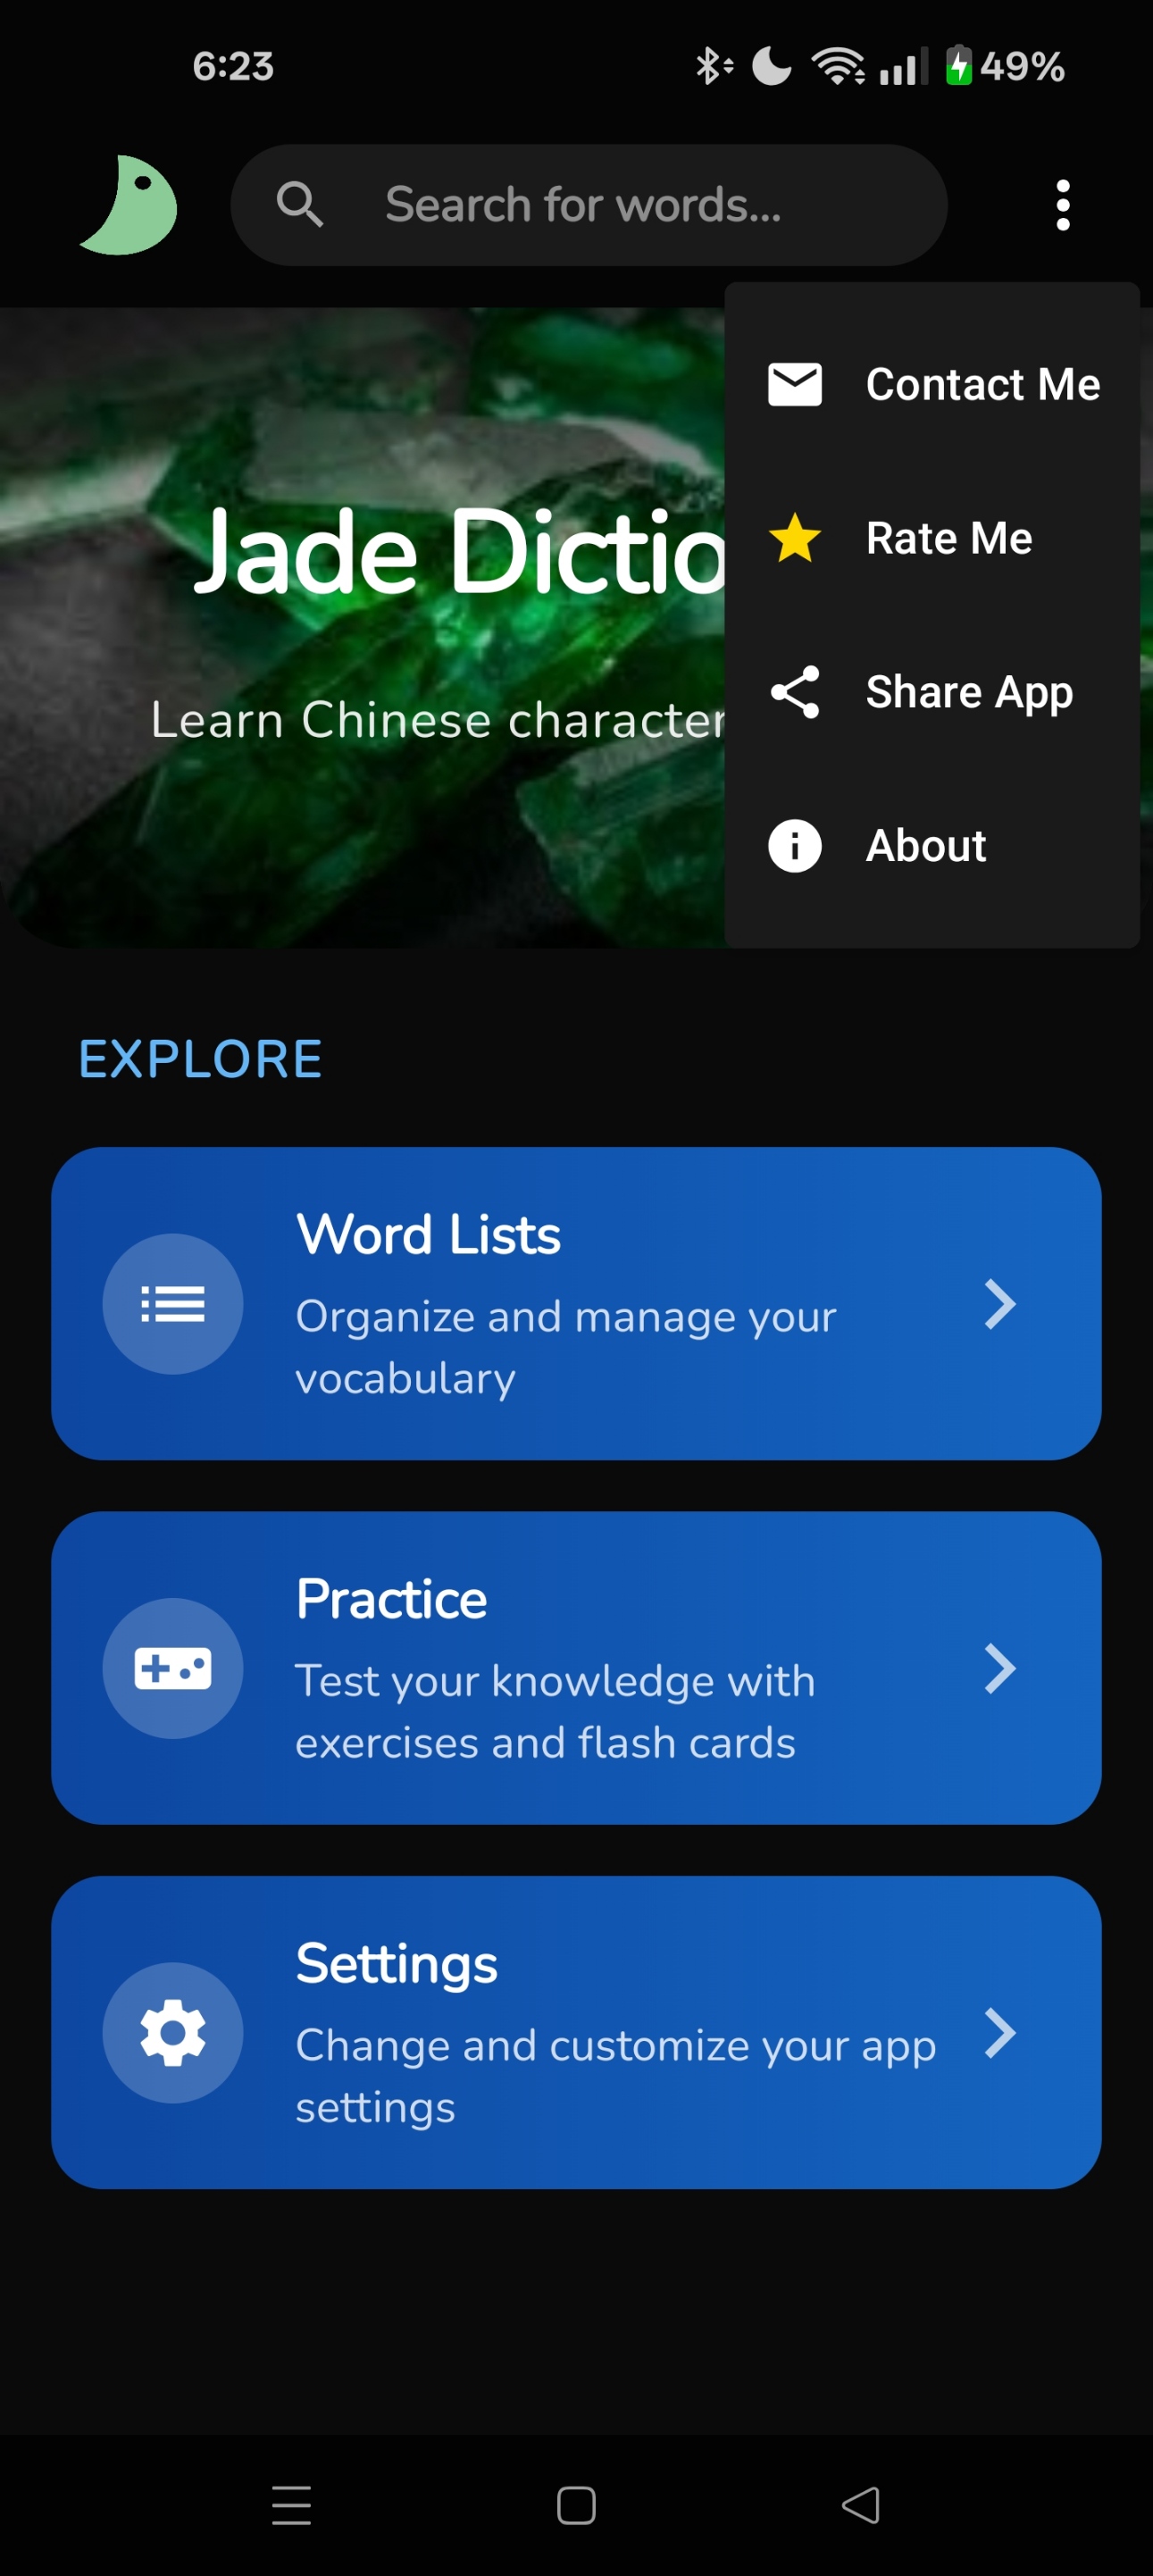 6:23
49%
Search for words...
Contact Me
Rate Me
Share App
About
Jade Dictio
Learn Chinese character
EXPLORE
Word Lists
Organize and manage your
vocabulary
Practice
Test your knowledge with
exercises and flash cards
Settings
Change and customize your app
settings